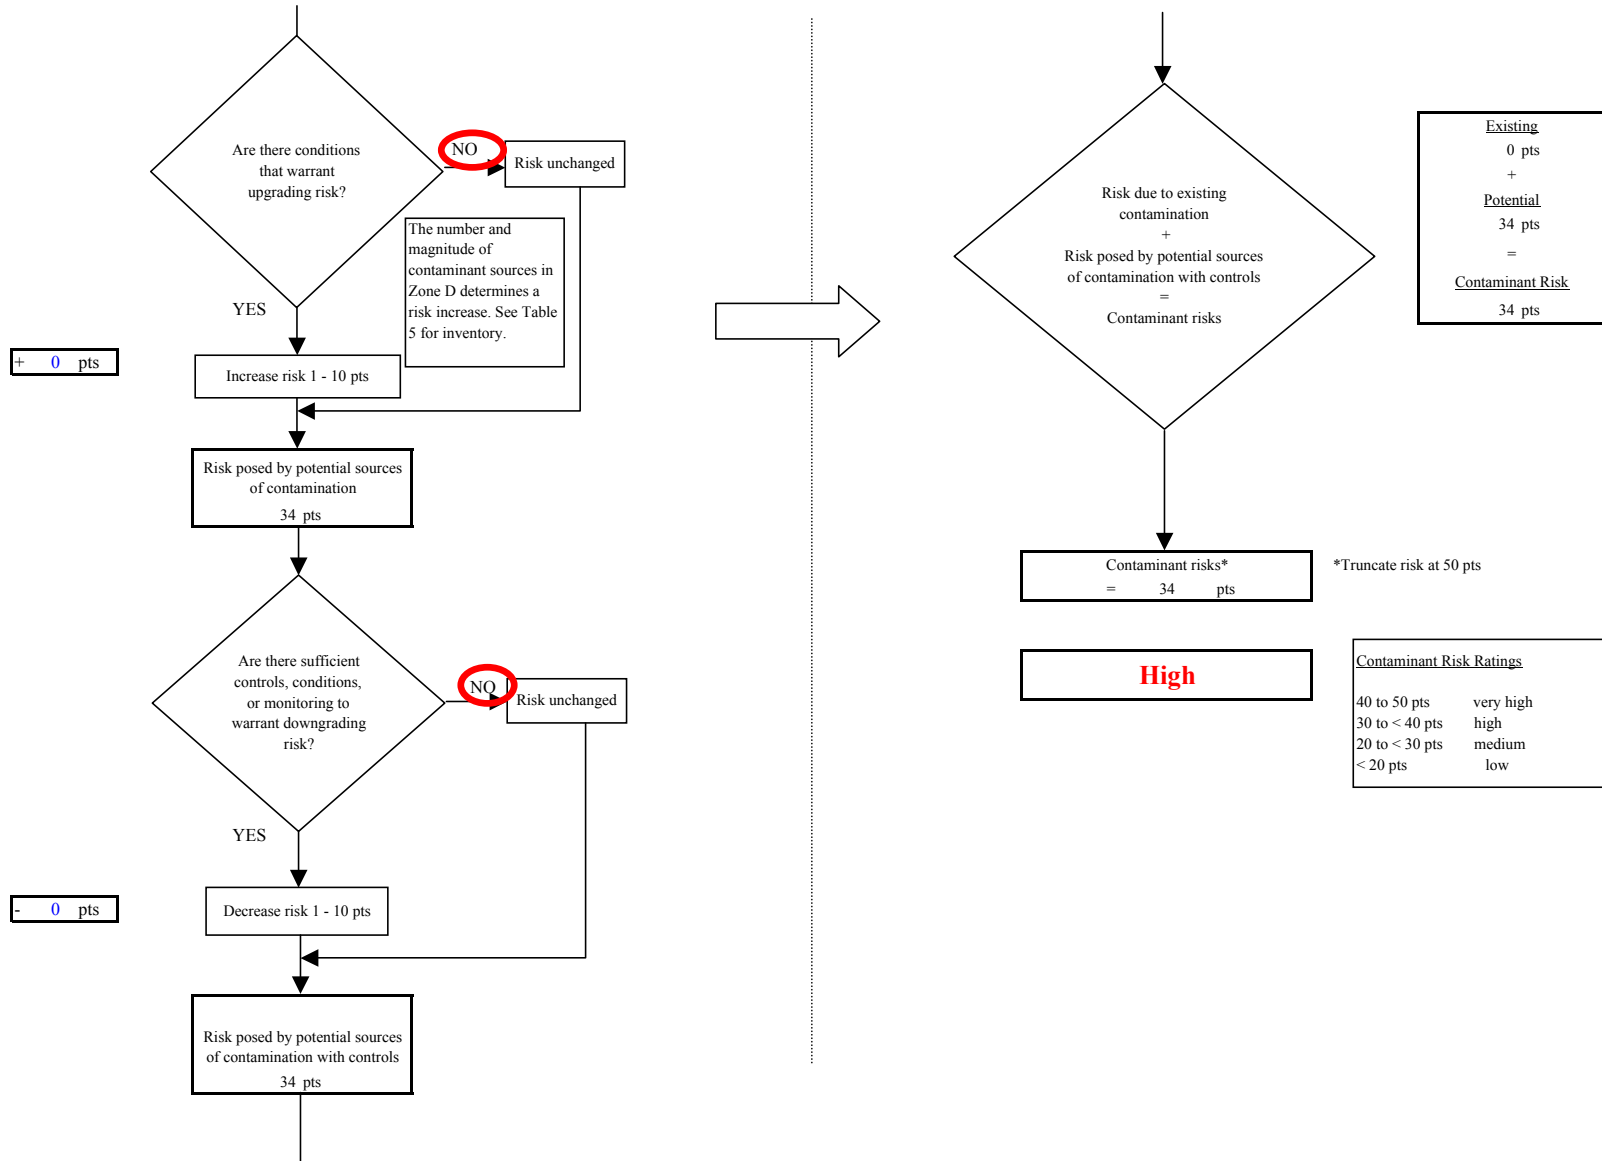 Are there conditions
that warrant
upgrading risk?
NO
Risk unchanged
The number and
magnitude of
contaminant sources in
Zone D determines a
risk increase. See Table
5 for inventory.
YES
+ 0 pts
Increase risk 1 - 10 pts
Risk posed by potential sources
of contamination
34 pts
Are there sufficient
controls, conditions,
or monitoring to
warrant downgrading
risk?
NO
Risk unchanged
YES
- 0 pts
Decrease risk 1 - 10 pts
Risk posed by potential sources
of contamination with controls
34 pts
Risk due to existing
contamination
+
Risk posed by potential sources
of contamination with controls
=
Contaminant risks
Existing
0 pts
+
Potential
34 pts
=
Contaminant Risk
34 pts
Contaminant risks*
= 34 pts
*Truncate risk at 50 pts
High
Contaminant Risk Ratings
40 to 50 pts very high
30 to < 40 pts high
20 to < 30 pts medium
< 20 pts low